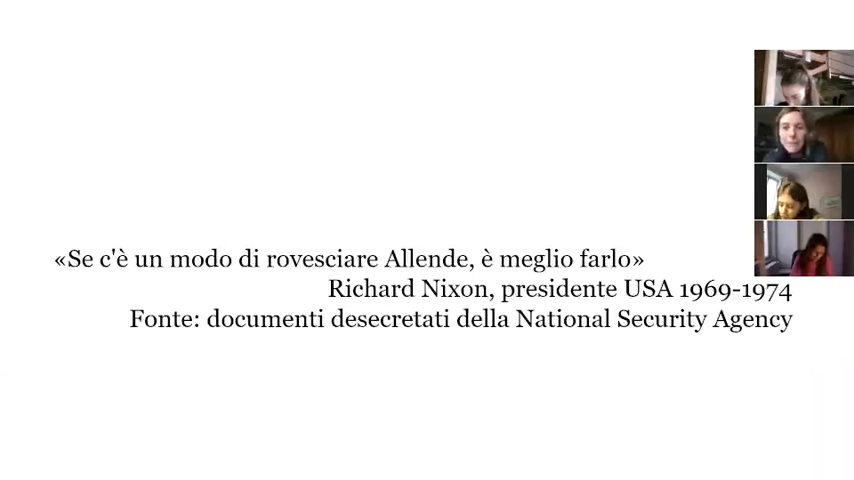 «Se c'è un modo di rovesciare Allende, è meglio farlo»
Richard Nixon, presidente USA 1969-1974
Fonte: documenti desecretati della National Security Agency